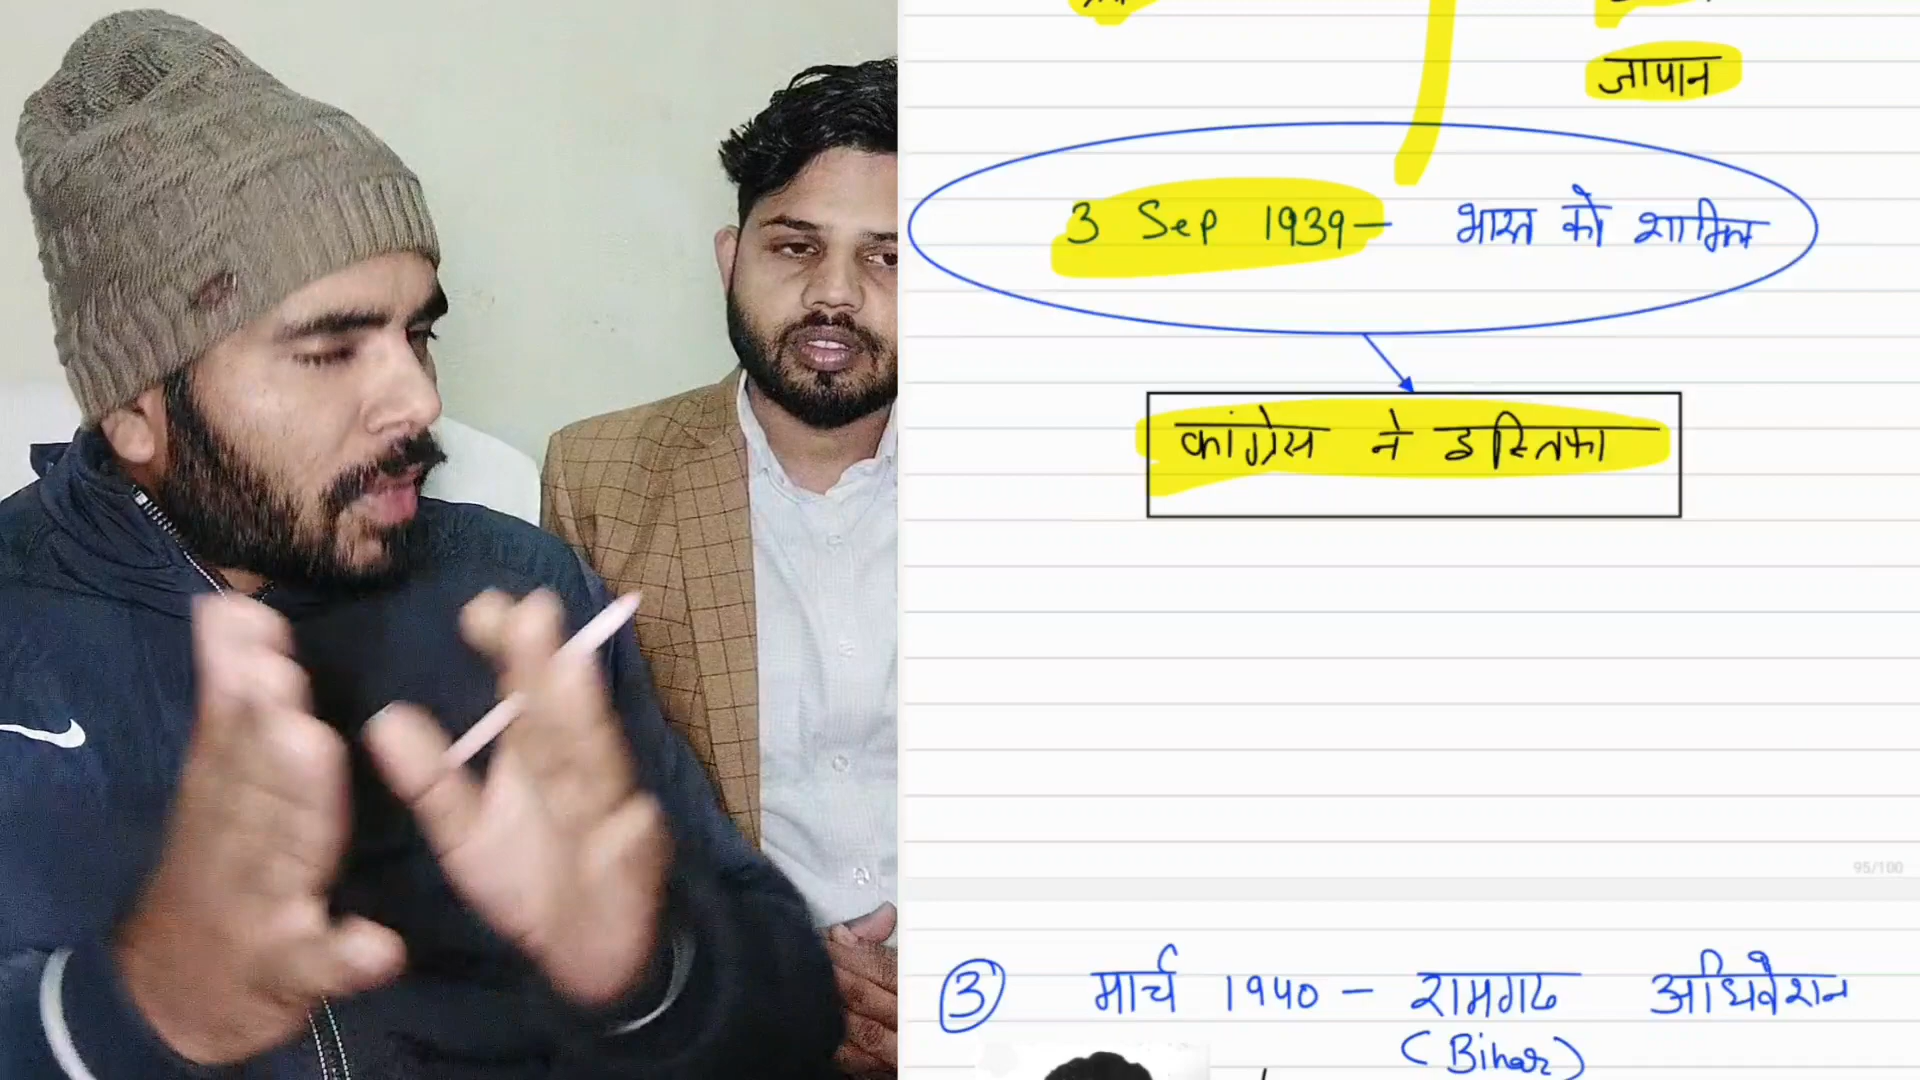 जापान
3 Sep 1939- भारत को शामिल
कांग्रेस ने इस्तिफा
95/100
3 मार्च 1940 - रामगढ अधिवेशन
(Bihar)